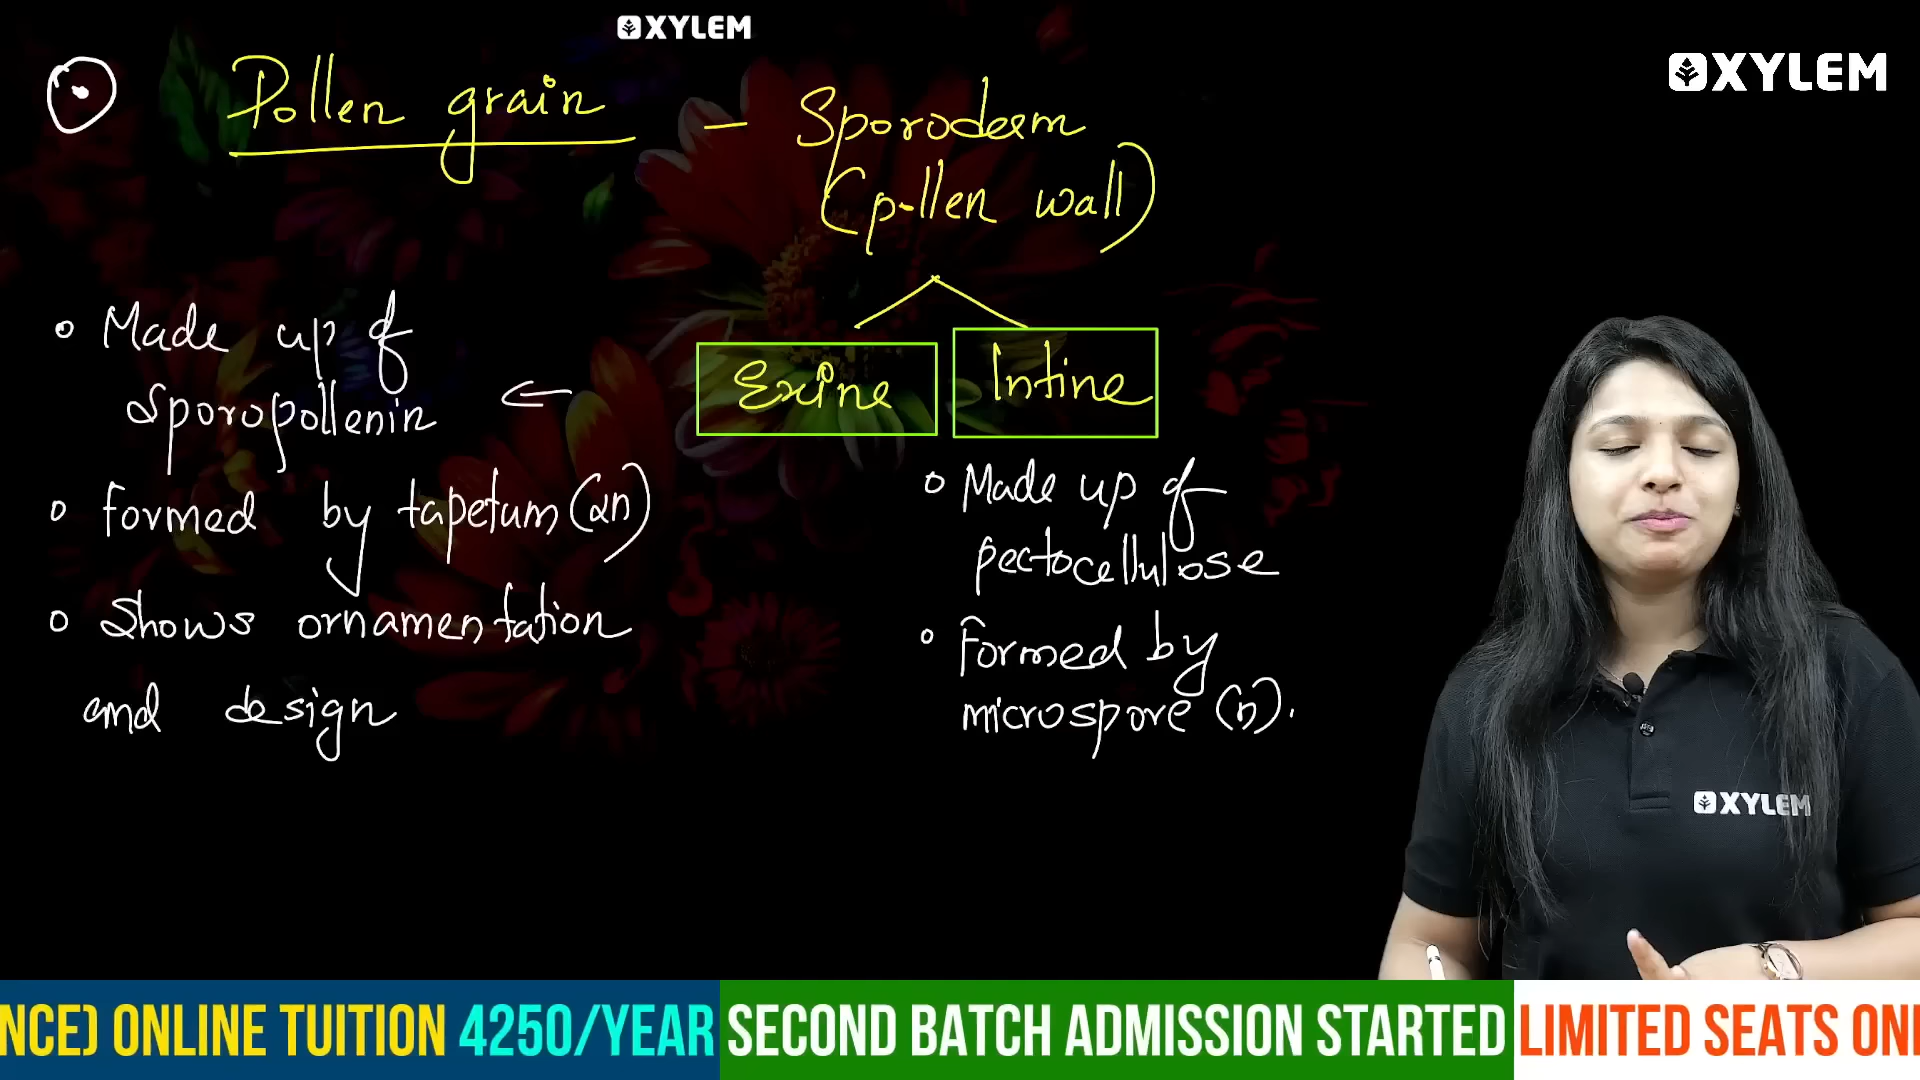 XYLEM
XYLEM
Pollen grain - Sporoderm
(pollen wall)
Exine
Intine
• Made up of
Sporopollenin ←
• formed by tapetum (2n)
• Shows ornamentation
and design
• Made up of
pectocellulose
• Formed by
microspore (n).
XYLEM
NCE) ONLINE TUITION 4250/YEAR SECOND BATCH ADMISSION STARTED LIMITED SEATS ONL